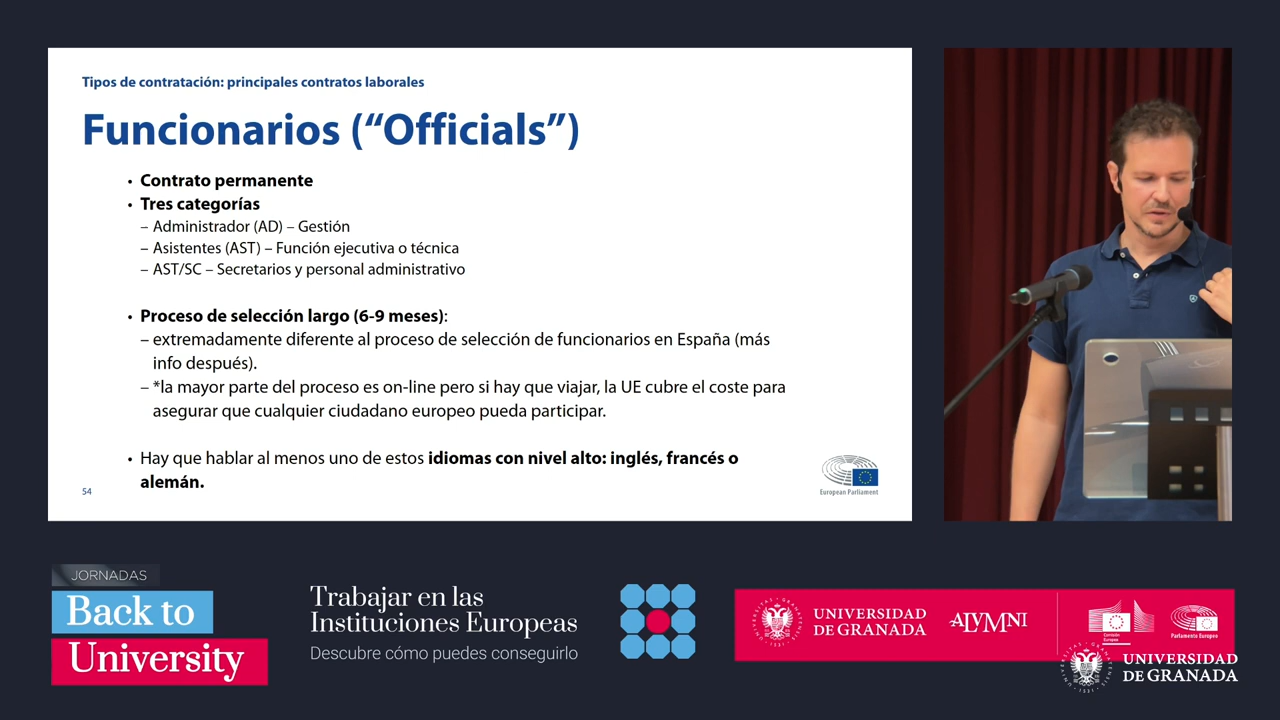 Tipos de contratación: principales contratos laborales
Funcionarios (“Officials”)
• Contrato permanente
• Tres categorías
– Administrador (AD) – Gestión
– Asistentes (AST) – Función ejecutiva o técnica
– AST/SC – Secretarios y personal administrativo
• Proceso de selección largo (6-9 meses):
– extremadamente diferente al proceso de selección de funcionarios en España (más
info después).
– *la mayor parte del proceso es on-line pero si hay que viajar, la UE cubre el coste para
asegurar que cualquier ciudadano europeo pueda participar.
• Hay que hablar al menos uno de estos idiomas con nivel alto: inglés, francés o
alemán.
54
European Parliament
JORNADAS
Back to
University
Trabajar en las
Instituciones Europeas
Descubre cómo puedes conseguirlo
UNIVERSIDAD
DE GRANADA
ALVMNI
Comisión
Europea
Parlamento Europeo
UNIVERSIDAD
DE GRANADA